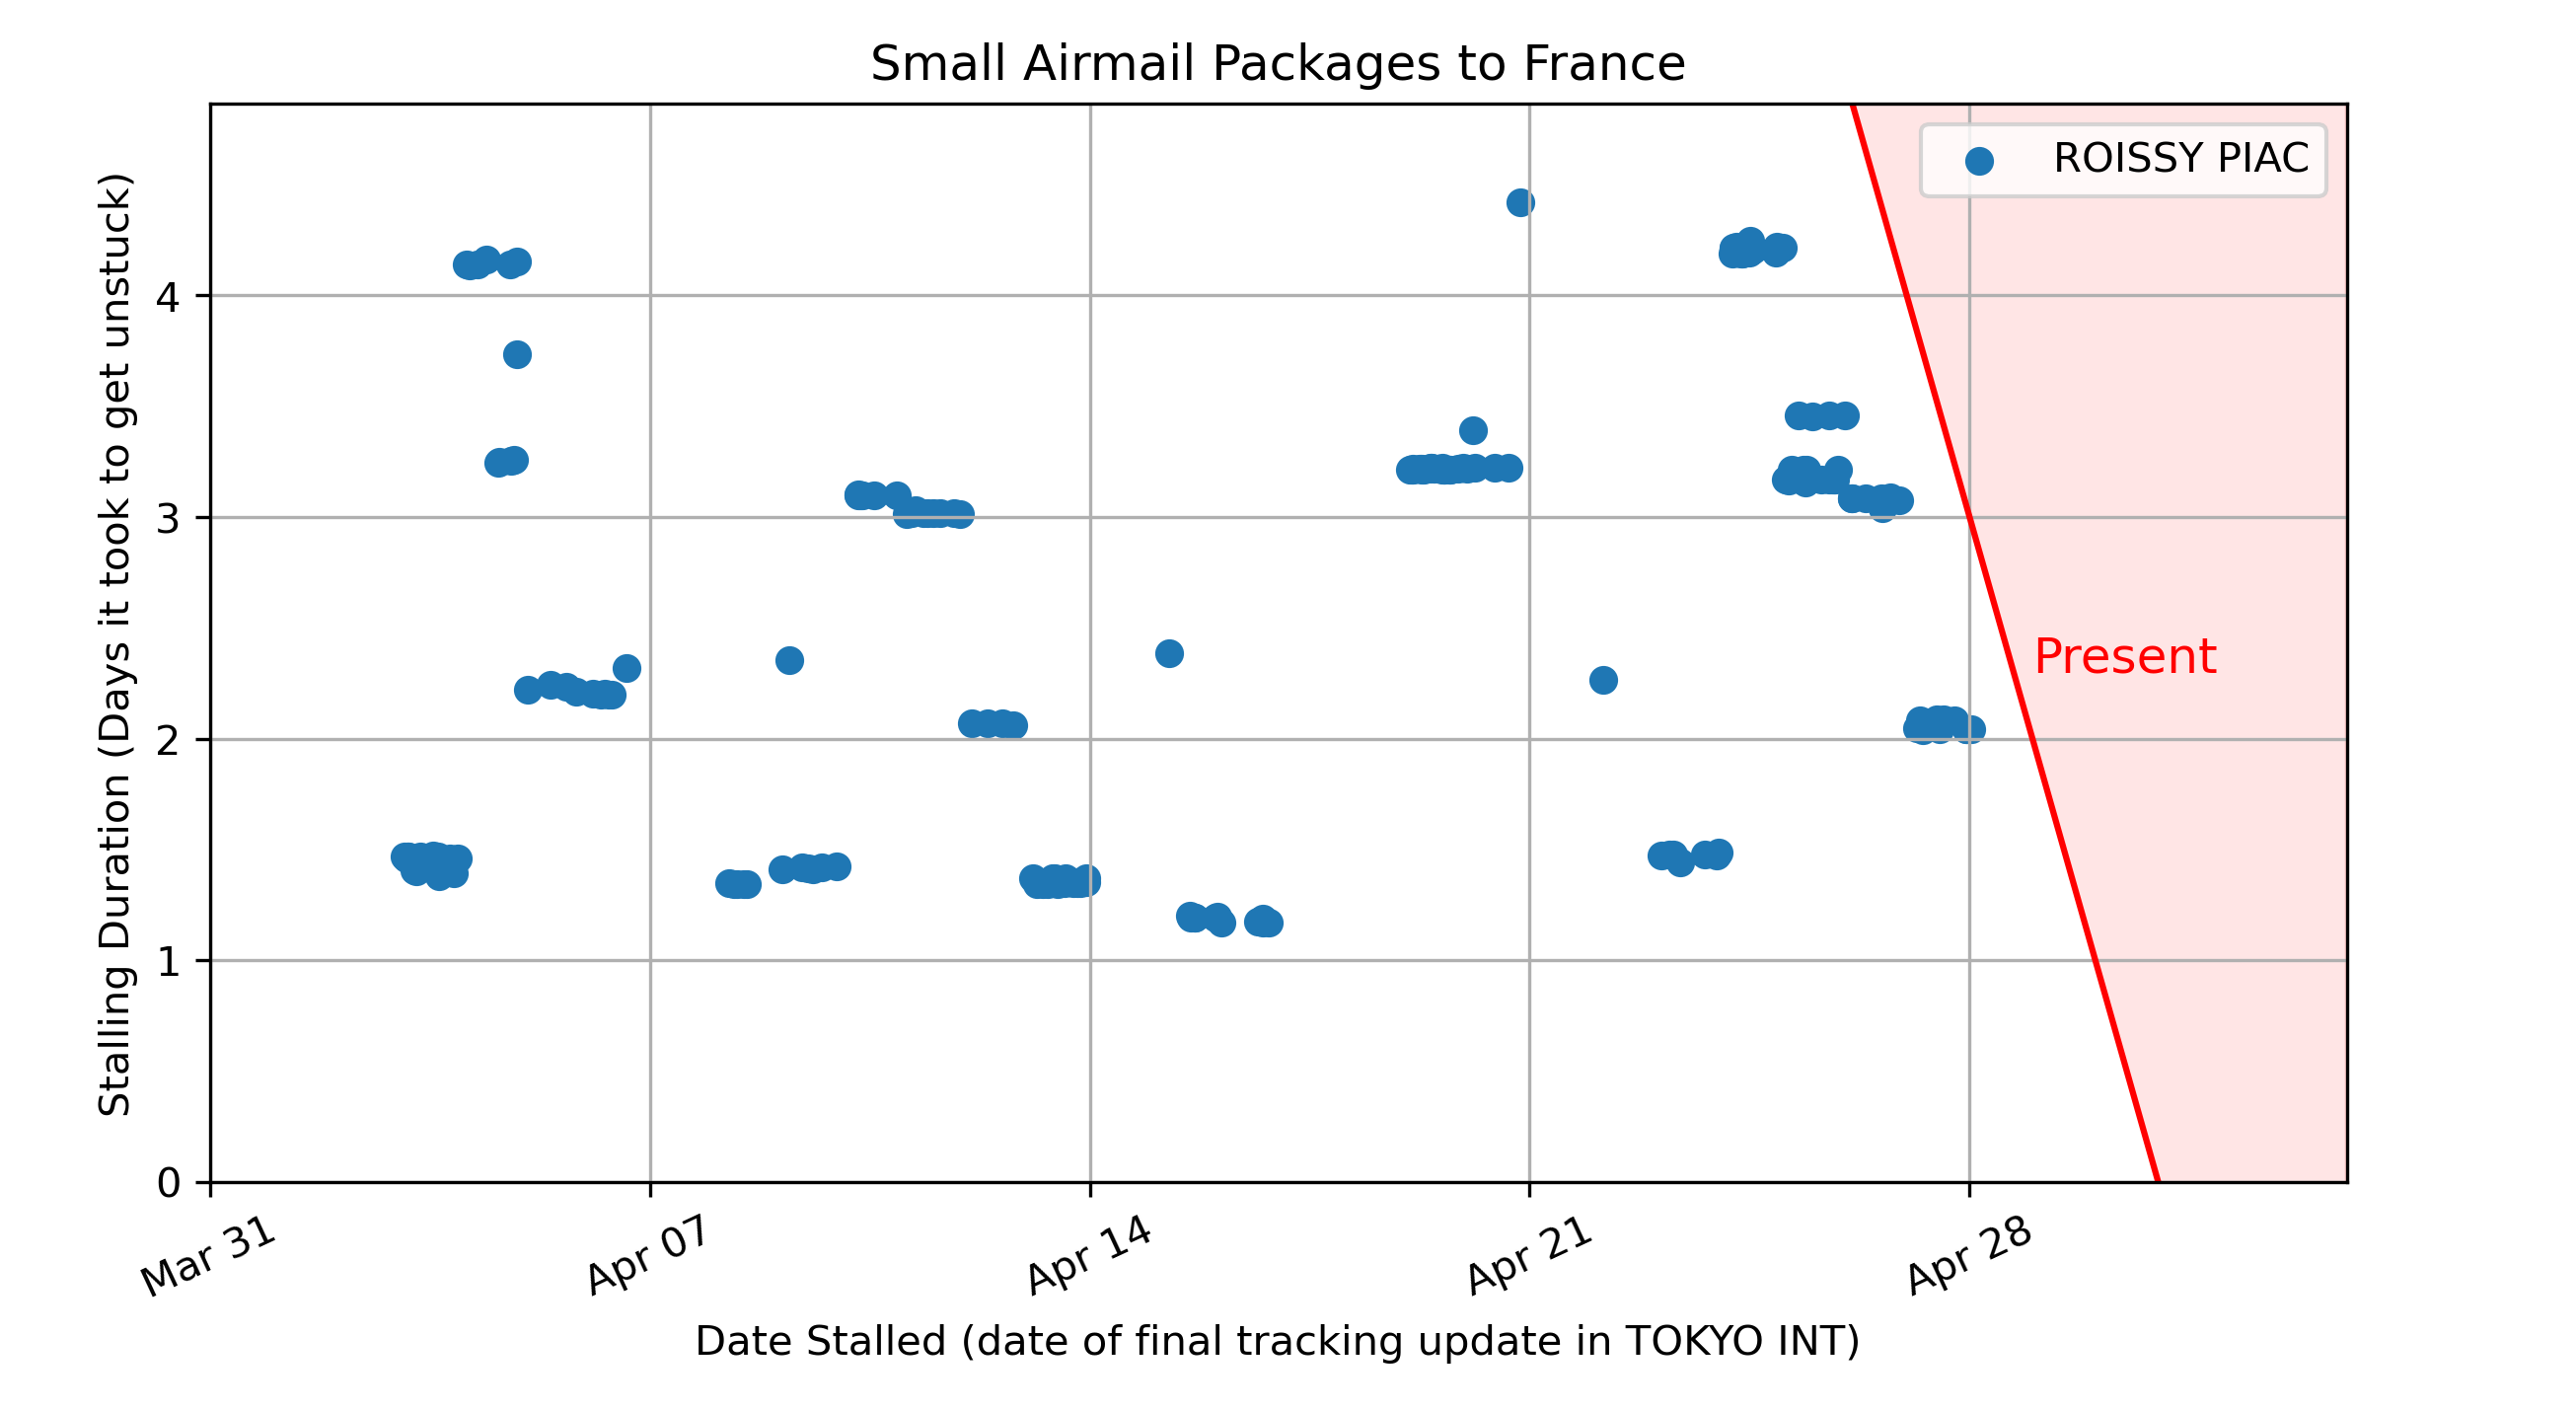 Small Airmail Packages to France
ROISSY PIAC
Present
Stalling Duration (Days it took to get unstuck)
4
3
2
1
0
Mar 31
Apr 07
Apr 14
Apr 21
Apr 28
Date Stalled (date of final tracking update in TOKYO INT)